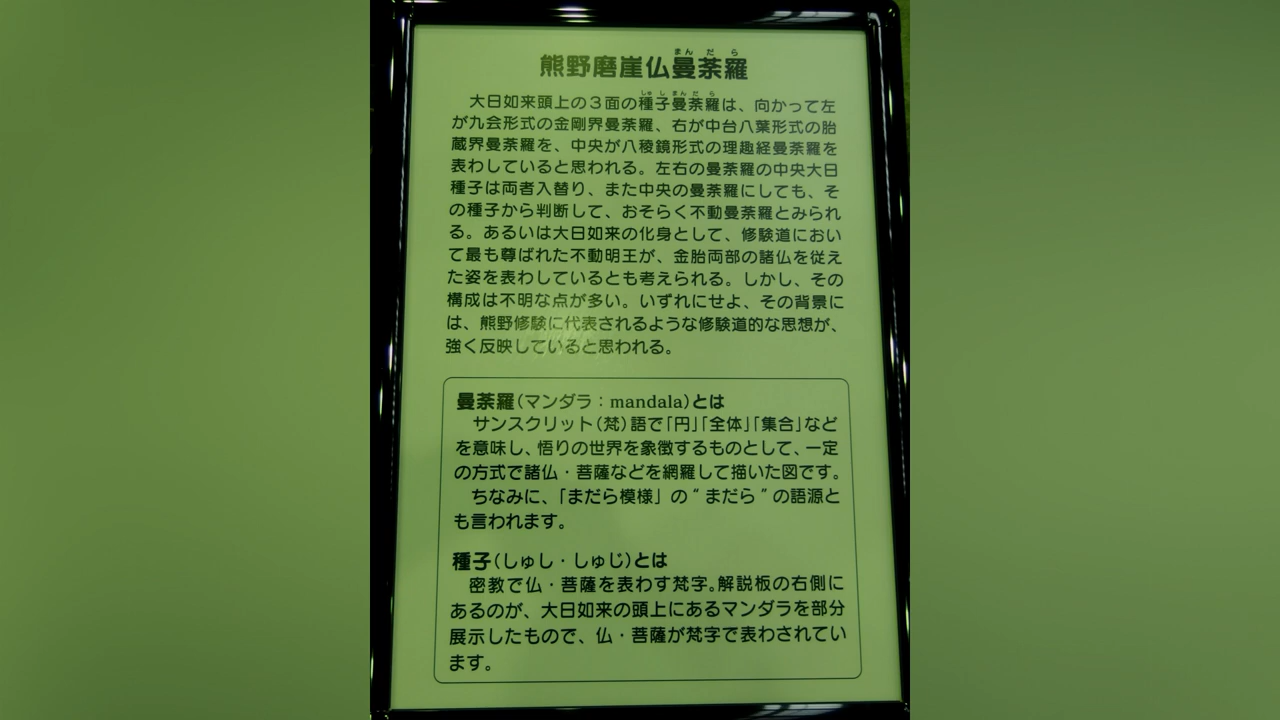 まんだら
熊野磨崖仏曼荼羅
しゅしまんだら
大日如来頭上の３面の種子曼荼羅は、向かって左
が九会形式の金剛界曼荼羅、右が中台八葉形式の胎
蔵界曼荼羅を、中央が八稜鏡形式の理趣経曼荼羅を
表わしていると思われる。左右の曼荼羅の中央大日
種子は両者入替り、また中央の曼荼羅にしても、そ
の種子から判断して、おそらく不動曼荼羅とみられ
る。あるいは大日如来の化身として、修験道におい
て最も尊ばれた不動明王が、金胎両部の諸仏を従え
た姿を表わしているとも考えられる。しかし、その
構成は不明な点が多い。いずれにせよ、その背景に
は、熊野修験に代表されるような修験道的な思想が、
強く反映していると思われる。
曼荼羅（マンダラ：mandala）とは
サンスクリット（梵）語で「円」「全体」「集合」など
を意味し、悟りの世界を象徴するものとして、一定
の方式で諸仏・菩薩などを網羅して描いた図です。
ちなみに、「まだら模様」の“まだら”の語源と
も言われます。
種子（しゅし・しゅじ）とは
密教で仏・菩薩を表わす梵字。解説板の右側に
あるのが、大日如来の頭上にあるマンダラを部分
展示したもので、仏・菩薩が梵字で表わされてい
ます。